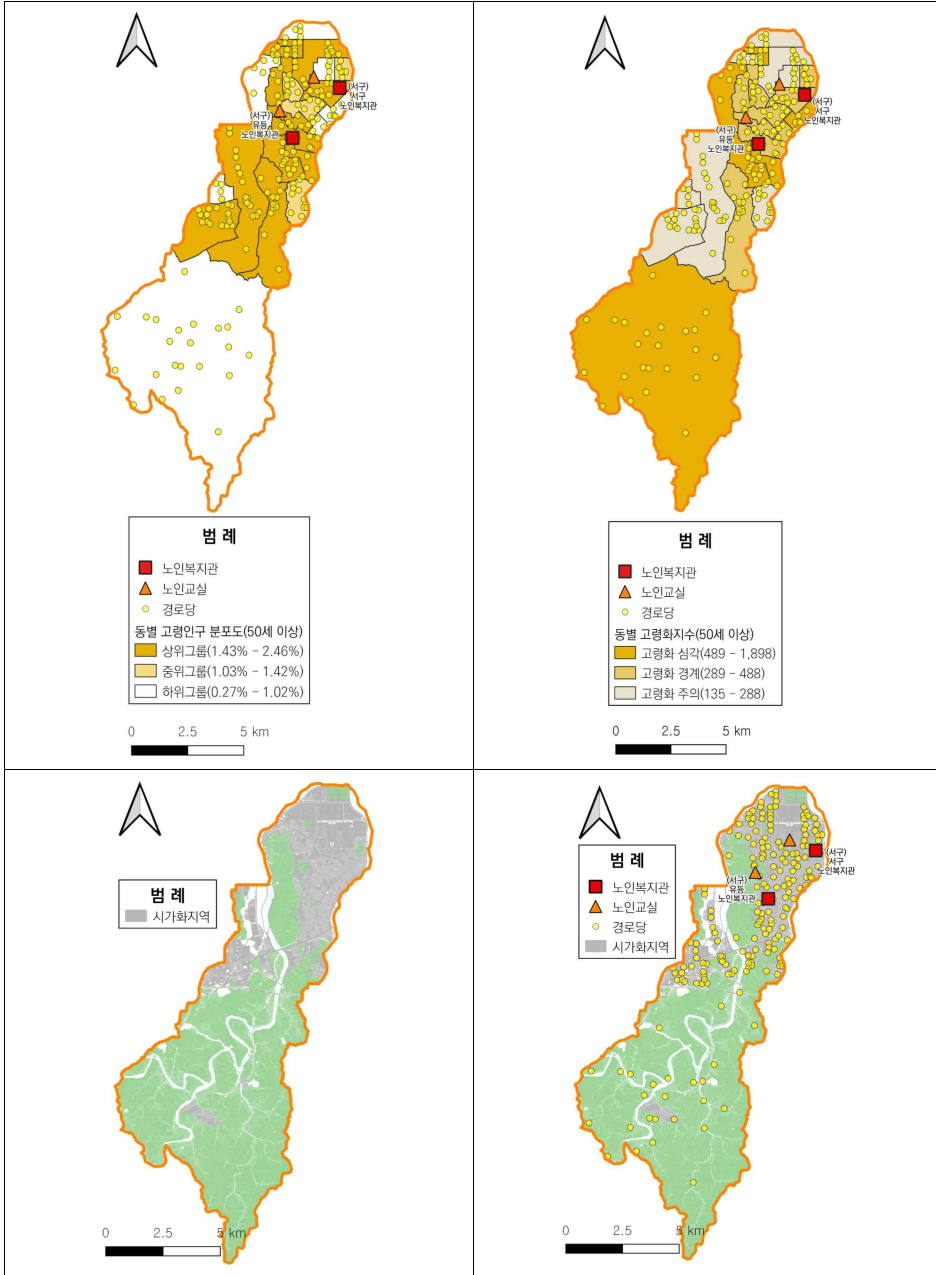 (서구)
서구
노인복지관
(서구)
유등
노인복지관
범 례
노인복지관
노인교실
경로당
동별 고령인구 분포도(50세 이상)
상위그룹(1.43% - 2.46%)
중위그룹(1.03% - 1.42%)
하위그룹(0.27% - 1.02%)
0 2.5 5 km
(서구)
서구
노인복지관
(서구)
유등
노인복지관
범 례
노인복지관
노인교실
경로당
동별 고령화지수(50세 이상)
고령화 심각(489 - 1,898)
고령화 경계(289 - 488)
고령화 주의(135 - 288)
0 2.5 5 km
범 례
시가화지역
0 2.5 5 km
(서구)
서구
노인복지관
(서구)
유등
노인복지관
범 례
노인복지관
노인교실
경로당
시가화지역
0 2.5 5 km